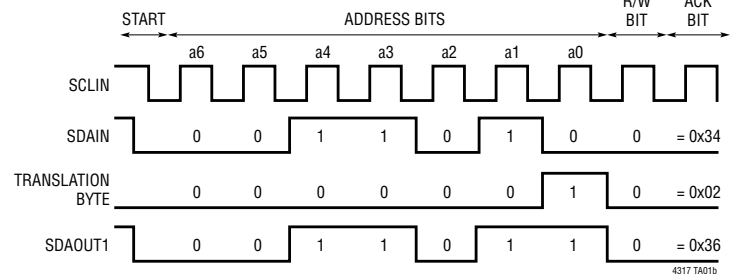 START ADDRESS BITS R/W BIT ACK BIT
a6 a5 a4 a3 a2 a1 a0
SCLIN
SDAIN 0 0 1 1 0 1 0 0 = 0x34
TRANSLATION BYTE 0 0 0 0 0 0 1 0 = 0x02
SDAOUT1 0 0 1 1 0 1 1 0 = 0x36
4317 TA01b